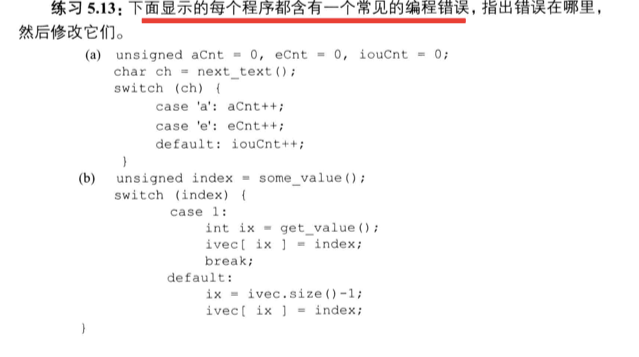 练习 5.13：下面显示的每个程序都含有一个常见的编程错误，指出错误在哪里，
然后修改它们。
(a) unsigned aCnt = 0, eCnt = 0, iouCnt = 0;
char ch = next_text();
switch (ch) {
case 'a': aCnt++;
case 'e': eCnt++;
default: iouCnt++;
}
(b) unsigned index = some_value();
switch (index) {
case 1:
int ix = get_value();
ivec[ ix ] = index;
break;
default:
ix = ivec.size()-1;
ivec[ ix ] = index;
}